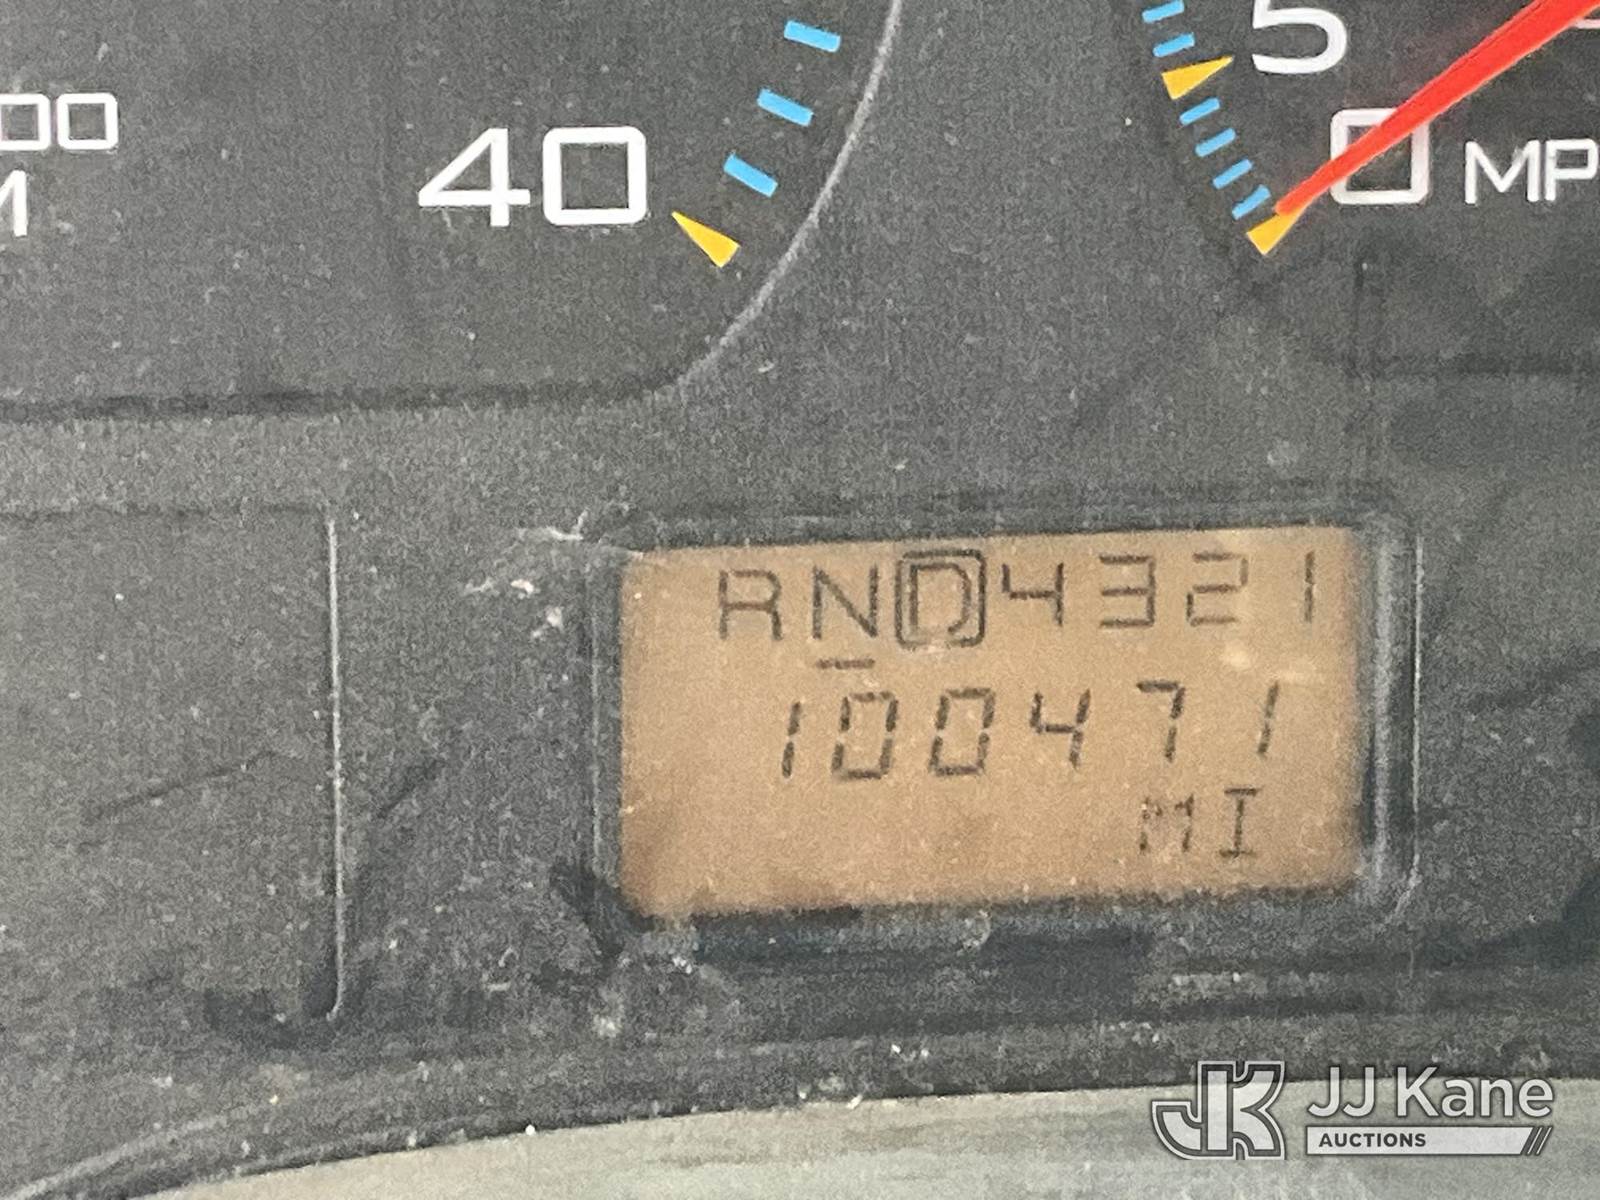 5
00
40
0 MP
M
RND4321
100471
MI
JJ Kane
AUCTIONS